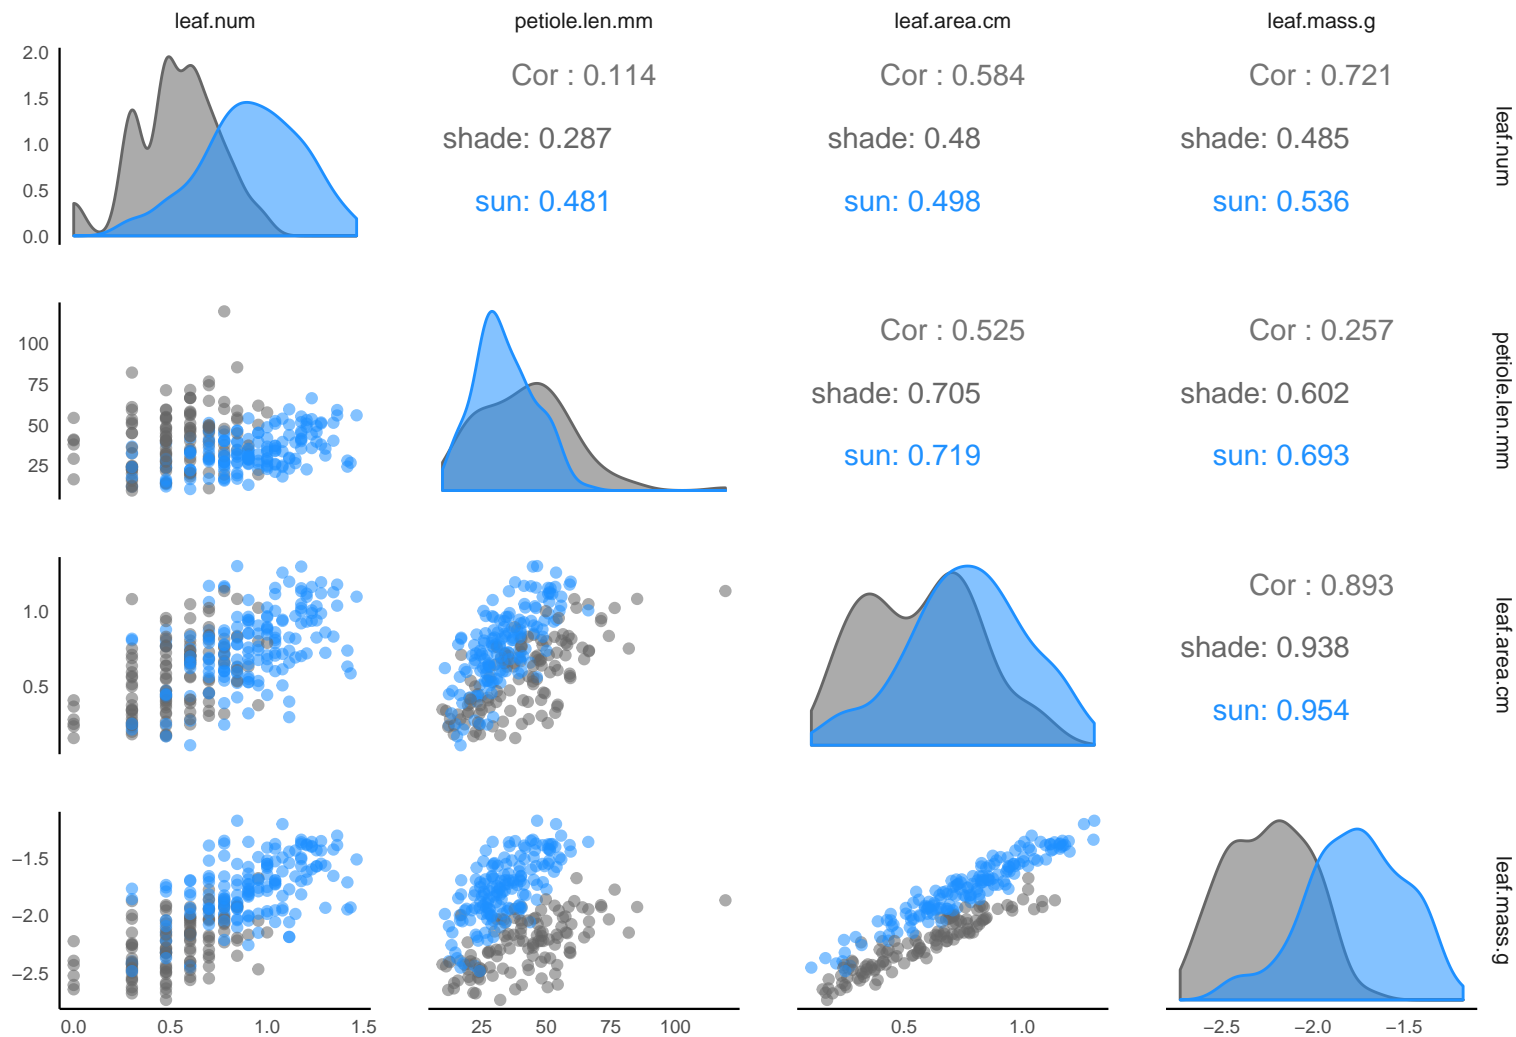 leaf.num petiole.len.mm leaf.area.cm leaf.mass.g
2.0
1.5
1.0
0.5
0.0
Cor : 0.114
shade: 0.287
sun: 0.481
Cor : 0.584
shade: 0.48
sun: 0.498
Cor : 0.721
shade: 0.485
sun: 0.536
leaf.num
100
75
50
25
Cor : 0.525
shade: 0.705
sun: 0.719
Cor : 0.257
shade: 0.602
sun: 0.693
petiole.len.mm
1.0
0.5
Cor : 0.893
shade: 0.938
sun: 0.954
leaf.area.cm
−1.5
−2.0
−2.5
leaf.mass.g
0.0 0.5 1.0 1.5
25 50 75 100
0.5 1.0
−2.5 −2.0 −1.5